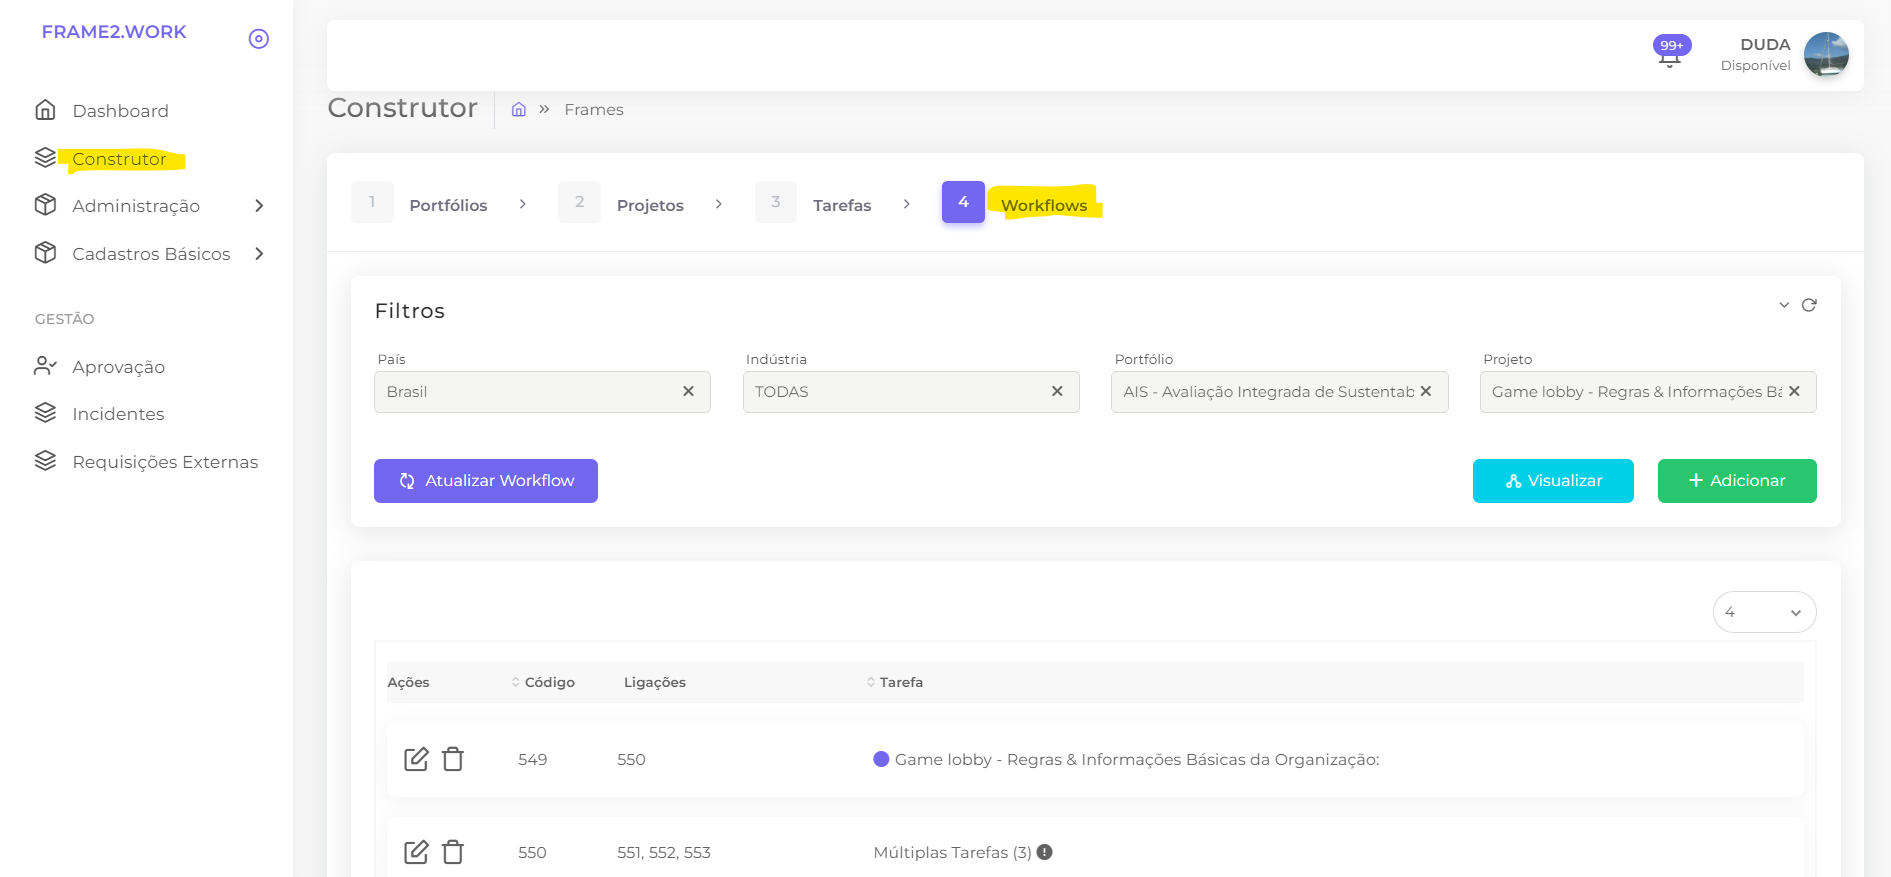 FRAME2.WORK
Dashboard
Construtor
Administração
Cadastros Básicos
GESTÃO
Aprovação
Incidentes
Requisições Externas
99+
DUDA
Disponível
Construtor
Frames
1 Portfólios
2 Projetos
3 Tarefas
4 Workflows
Filtros
País
Indústria
Portfólio
Projeto
Brasil
TODAS
AIS - Avaliação Integrada de Sustentab
Game lobby - Regras & Informações Bá
Atualizar Workflow
Visualizar
Adicionar
4
Ações Código Ligações Tarefa
549 550 Game lobby - Regras & Informações Básicas da Organização:
550 551, 552, 553 Múltiplas Tarefas (3)